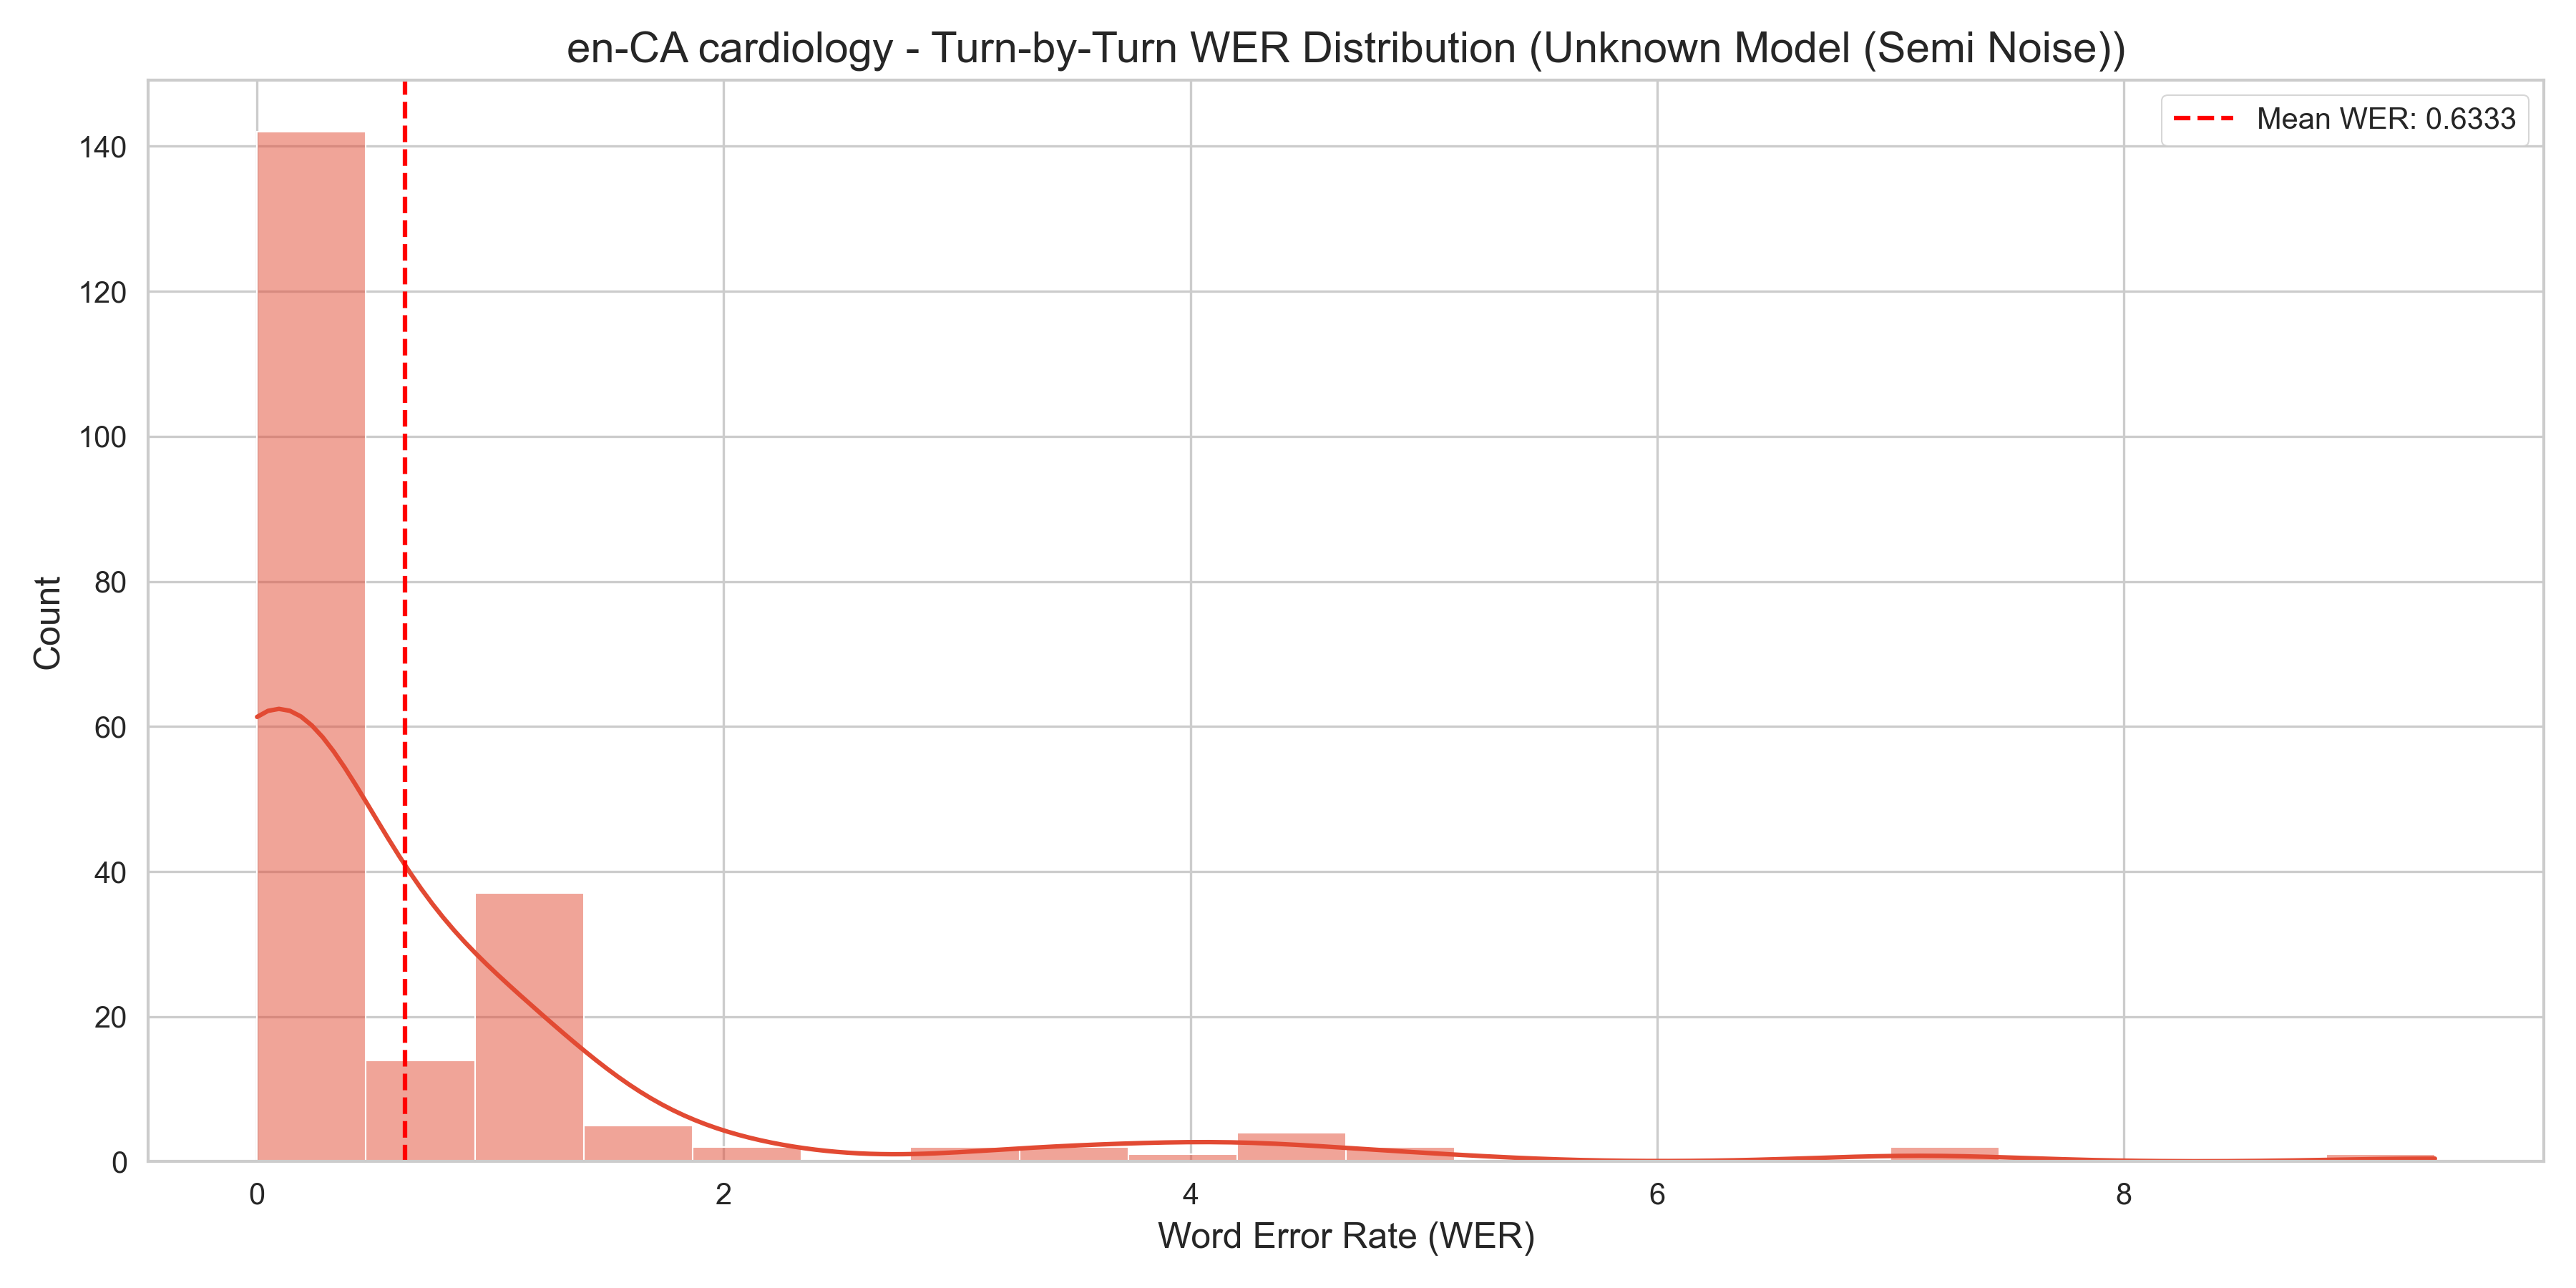 en-CA cardiology - Turn-by-Turn WER Distribution (Unknown Model (Semi Noise))
Mean WER: 0.6333
Count
140
120
100
80
60
40
20
0
0 2 4 6 8
Word Error Rate (WER)